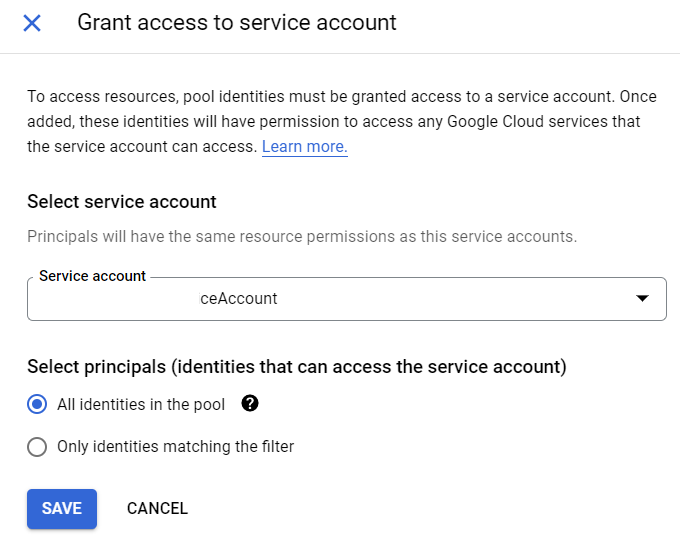 Grant access to service account
To access resources, pool identities must be granted access to a service account. Once
added, these identities will have permission to access any Google Cloud services that
the service account can access. Learn more.
Select service account
Principals will have the same resource permissions as this service accounts.
Service account
ceAccount
Select principals (identities that can access the service account)
All identities in the pool
Only identities matching the filter
SAVE CANCEL